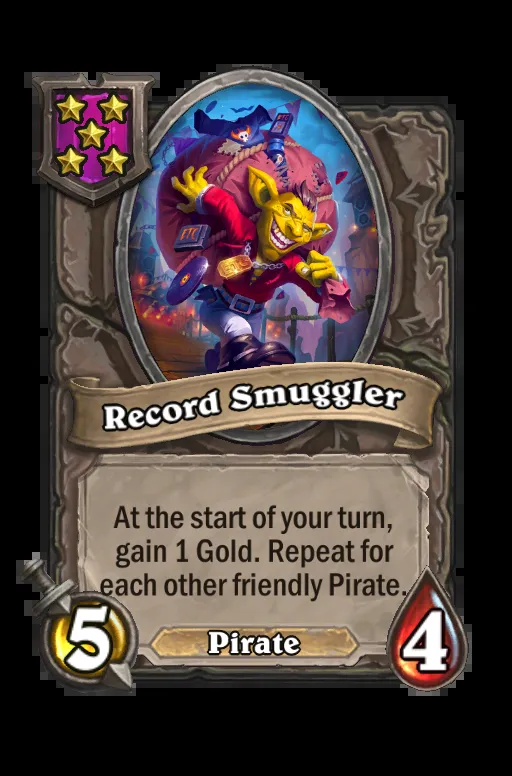 ETC
Record Smuggler
At the start of your turn,
gain 1 Gold. Repeat for
each other friendly Pirate.
5
Pirate
4